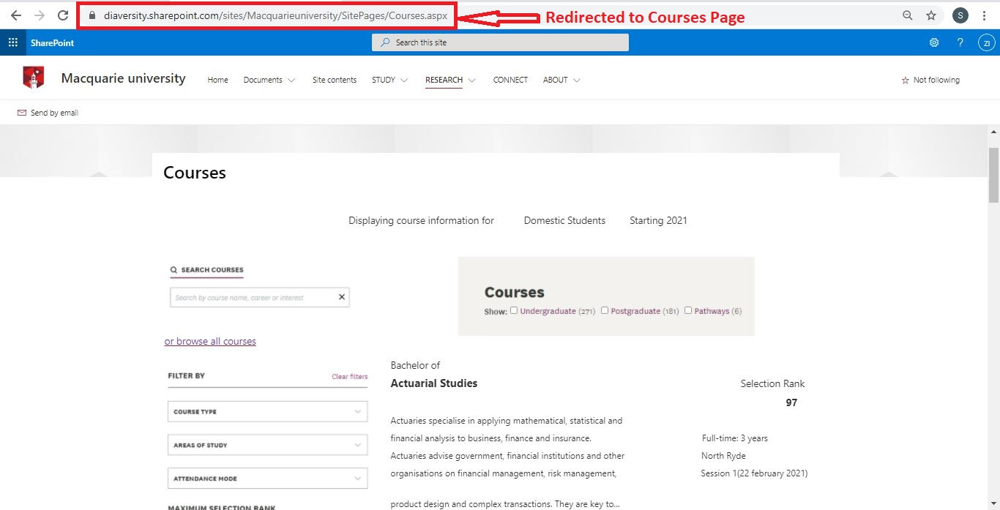 diaversity.sharepoint.com/sites/Macquarieuniversity/SitePages/Courses.aspx
Redirected to Courses Page
S
SharePoint
Search this site
?
ZI
Macquarie university
Home
Documents
Site contents
STUDY
RESEARCH
CONNECT
ABOUT
Not following
Send by email
Courses
Displaying course information for
Domestic Students
Starting 2021
SEARCH COURSES
Search by course name, career or interest
Courses
Show: Undergraduate (271) Postgraduate (181) Pathways (6)
or browse all courses
FILTER BY
Clear filters
COURSE TYPE
AREAS OF STUDY
ATTENDANCE MODE
MAXIMUM SELECTION RANK
Bachelor of
Actuarial Studies
Selection Rank
97
Actuaries specialise in applying mathematical, statistical and
financial analysis to business, finance and insurance.
Actuaries advise government, financial institutions and other
organisations on financial management, risk management,
product design and complex transactions. They are key to...
Full-time: 3 years
North Ryde
Session 1(22 february 2021)